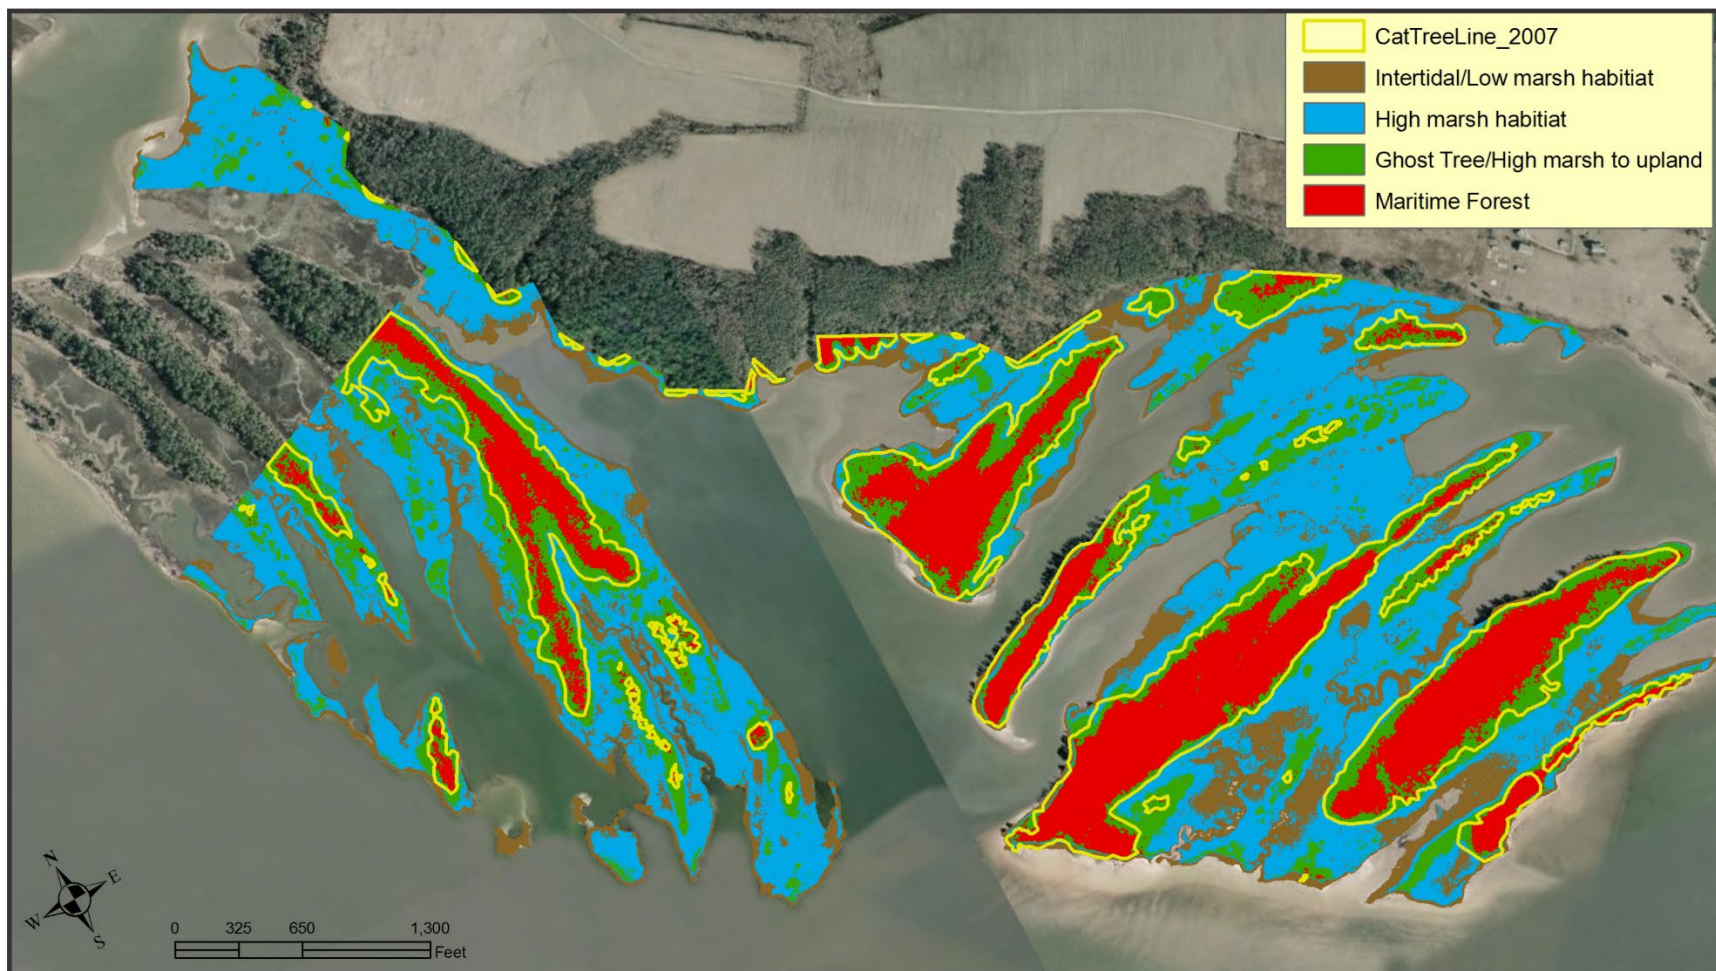 CatTreeLine_2007
Intertidal/Low marsh habitiat
High marsh habitiat
Ghost Tree/High marsh to upland
Maritime Forest
N
E
W
S
0 325 650 1,300
Feet